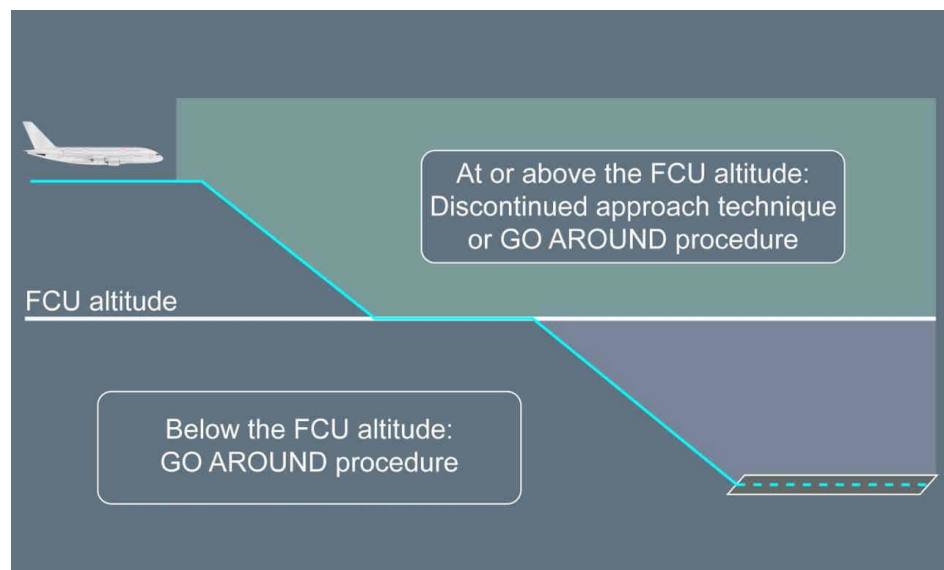 At or above the FCU altitude:
Discontinued approach technique
or GO AROUND procedure
FCU altitude
Below the FCU altitude:
GO AROUND procedure